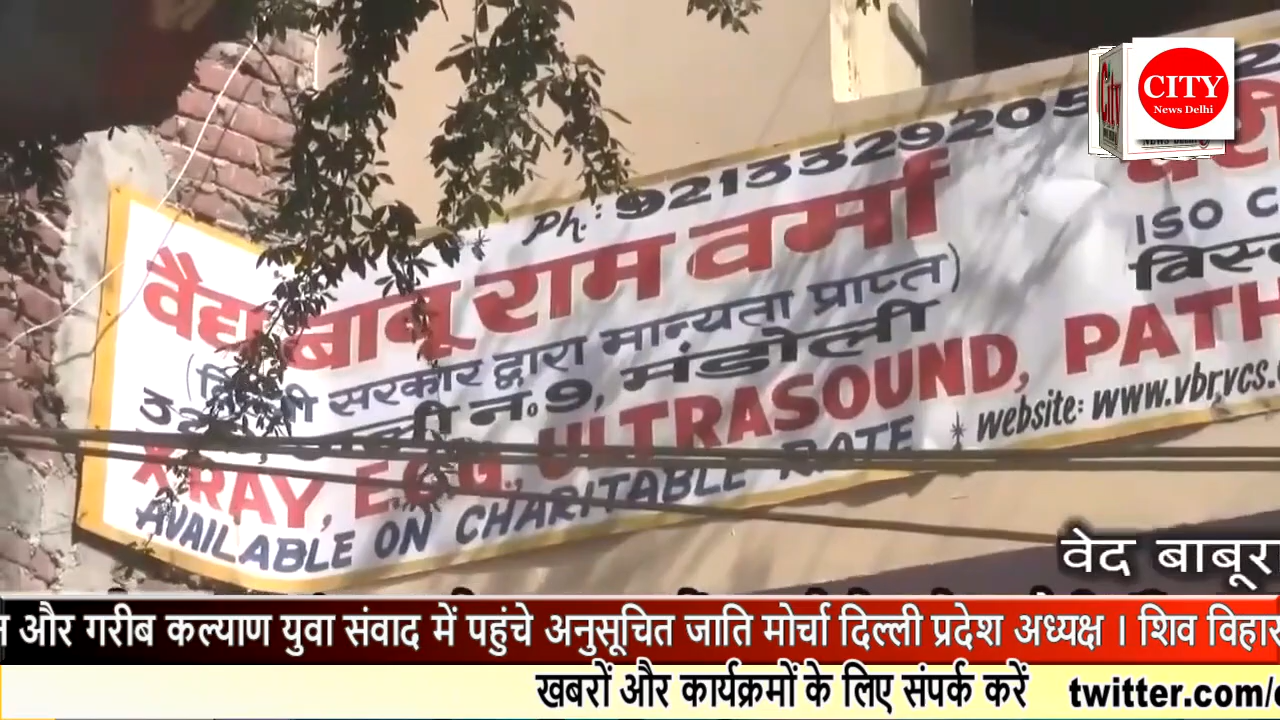 Ph.: 9213329205
वैद्य बाबू राम वर्मा
सरकार द्वारा मान्यता प्राप्त)
न॰9, मंडोली
X-RAY, E.C.G., ULTRASOUND, PATH
AVAILABLE ON CHARITABLE RATE
website: www.vbrvcs.
ISO C
CITY
News Delhi
वेद बाबूरा
और गरीब कल्याण युवा संवाद में पहुंचे अनुसूचित जाति मोर्चा दिल्ली प्रदेश अध्यक्ष । शिव विहार
खबरों और कार्यक्रमों के लिए संपर्क करें twitter.com/